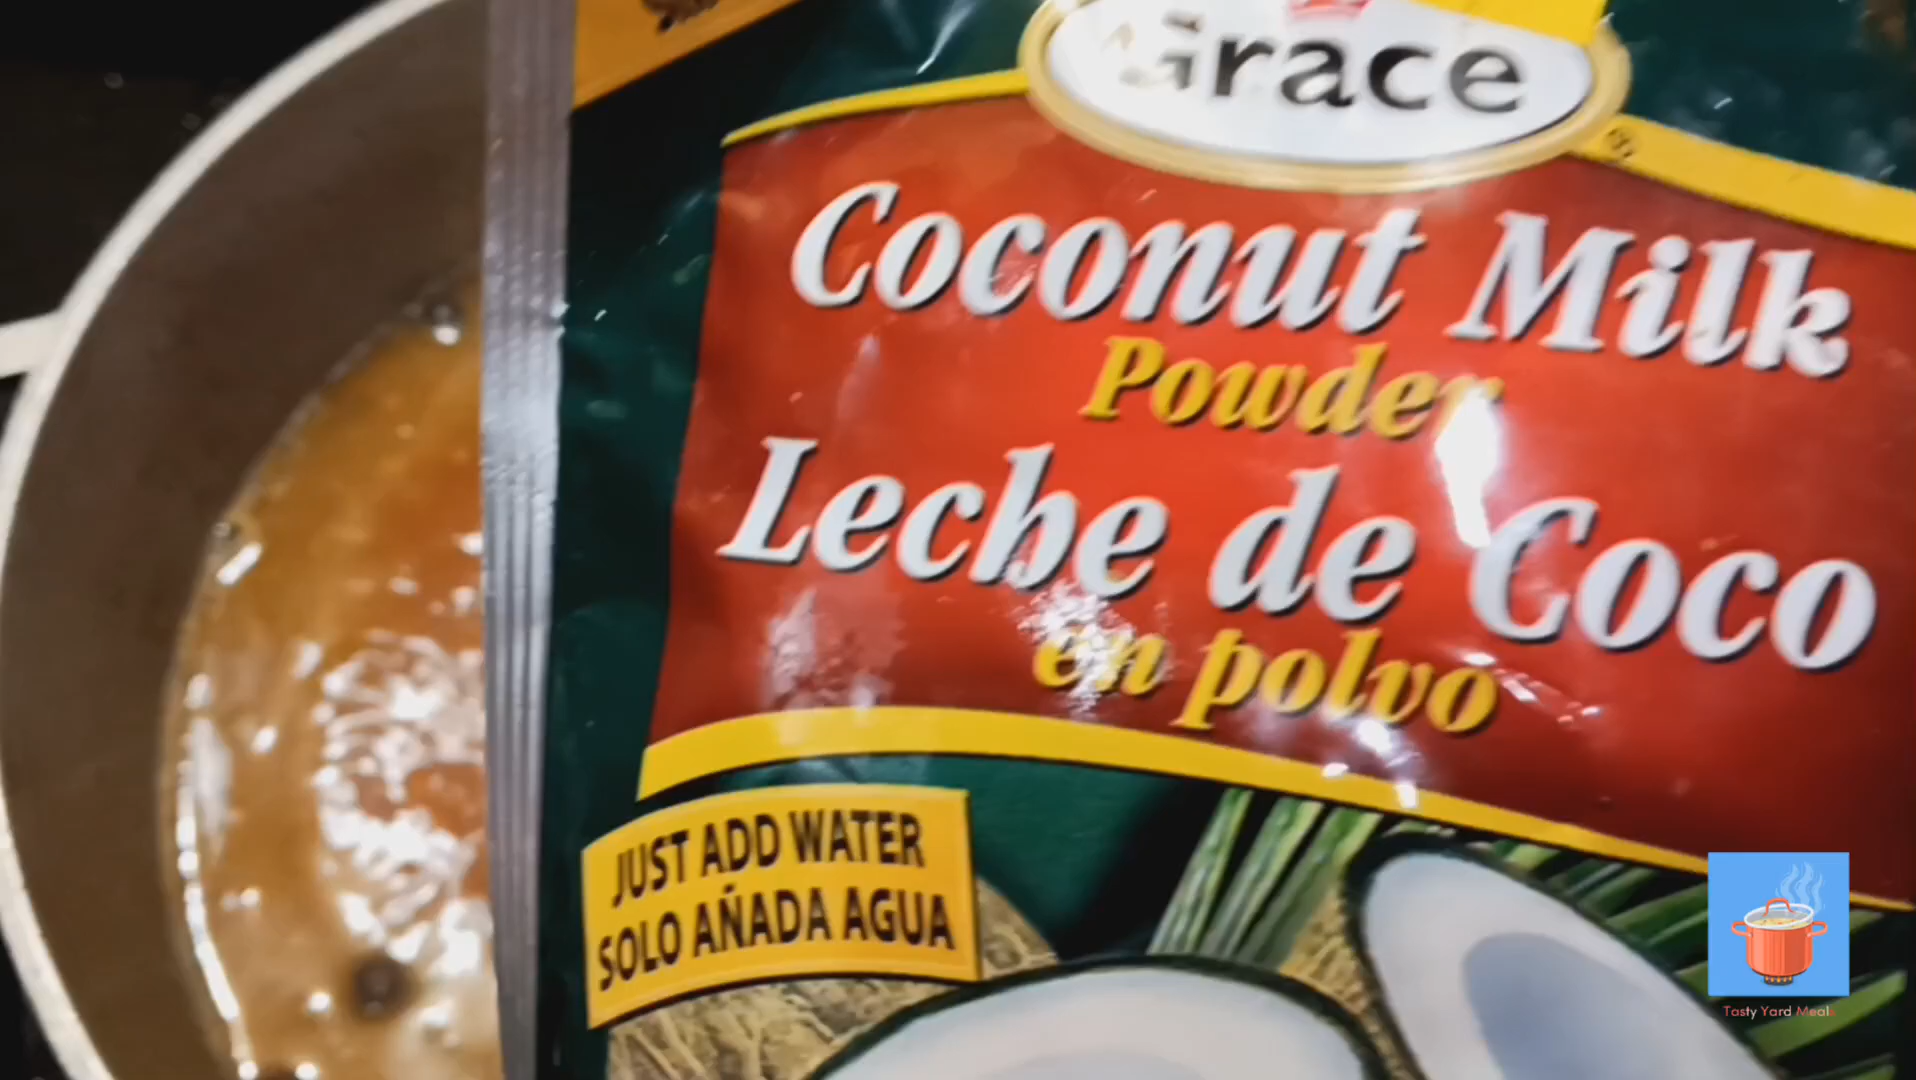 Grace
®
Coconut Milk
Powder
Leche de Coco
en polvo
JUST ADD WATER
SOLO AÑADA AGUA
Tasty Yard Meals